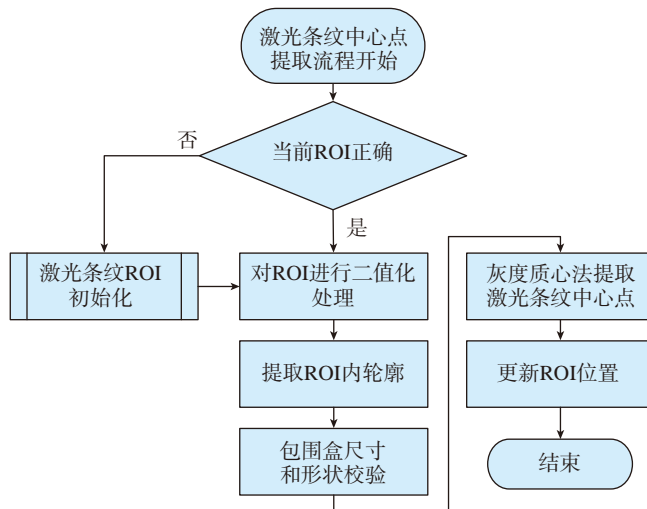 激光条纹中心点
提取流程开始
当前ROI正确
否
是
激光条纹ROI
初始化
对ROI进行二值化
处理
提取ROI内轮廓
包围盒尺寸
和形状校验
灰度质心法提取
激光条纹中心点
更新ROI位置
结束